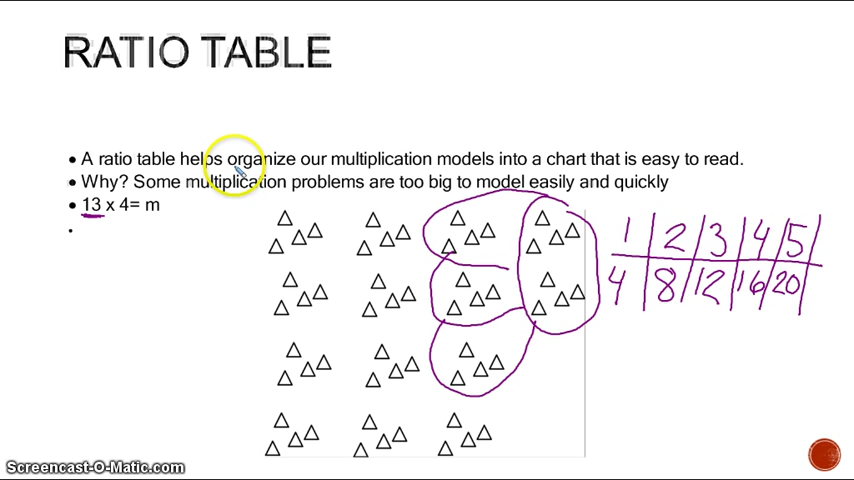 RATIO TABLE
• A ratio table helps organize our multiplication models into a chart that is easy to read.
• Why? Some multiplication problems are too big to model easily and quickly
• 13 x 4= m
•
1 2 3 4 5
4 8 12 16 20
Screencast-O-Matic.com